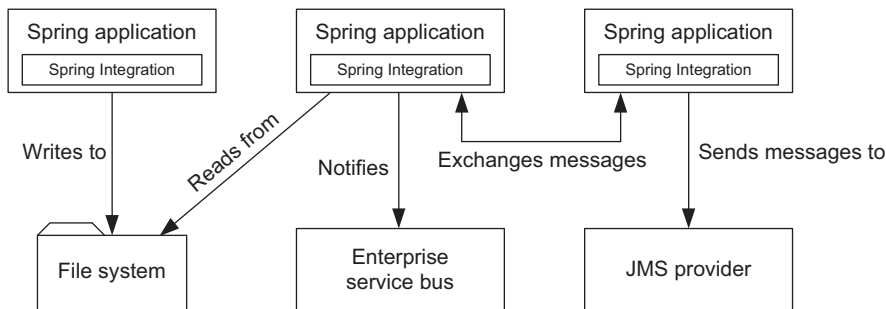 Spring application
Spring Integration
Spring application
Spring Integration
Spring application
Spring Integration
Writes to
Reads from
Notifies
Exchanges messages
Sends messages to
File system
Enterprise
service bus
JMS provider